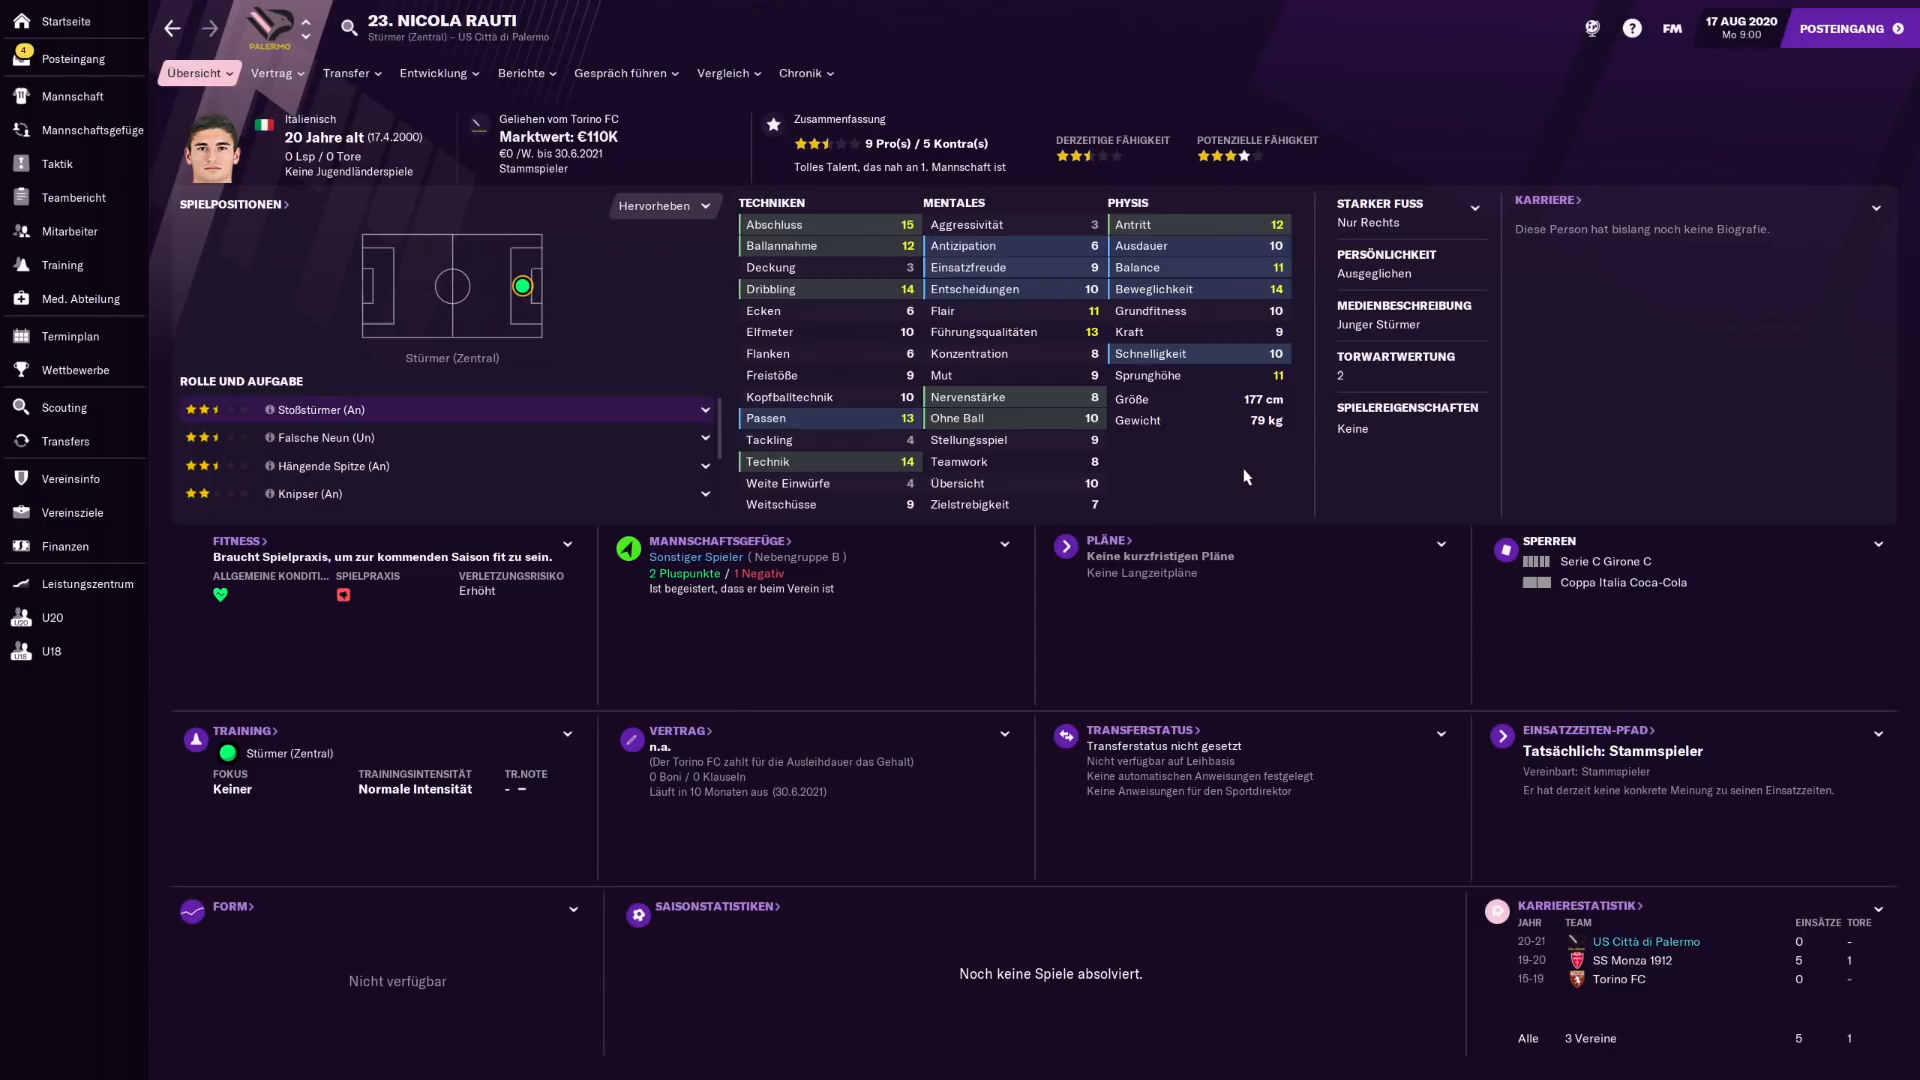 Startseite
4
Posteingang
Mannschaft
Mannschaftsgefüge
Taktik
Teambericht
Mitarbeiter
Training
Med. Abteilung
Terminplan
Wettbewerbe
Scouting
Transfers
Vereinsinfo
Vereinsziele
Finanzen
Leistungszentrum
U20
U20
U18
U18
PALERMO
23. NICOLA RAUTI
Stürmer (Zentral) – US Città di Palermo
? FM
17 AUG 2020
Mo 9:00
POSTEINGANG
Übersicht Vertrag Transfer Entwicklung Berichte Gespräch führen Vergleich Chronik
Italienisch
20 Jahre alt (17.4.2000)
0 Lsp / 0 Tore
Keine Jugendländerspiele
Geliehen vom Torino FC
Marktwert: €110K
€0 /W. bis 30.6.2021
Stammspieler
Zusammenfassung
9 Pro(s) / 5 Kontra(s)
Tolles Talent, das nah an 1. Mannschaft ist
DERZEITIGE FÄHIGKEIT
POTENZIELLE FÄHIGKEIT
SPIELPOSITIONEN
Hervorheben
Stürmer (Zentral)
ROLLE UND AUFGABE
Stoßstürmer (An)
Falsche Neun (Un)
Hängende Spitze (An)
Knipser (An)
TECHNIKEN
Abschluss 15
Ballannahme 12
Deckung 3
Dribbling 14
Ecken 6
Elfmeter 10
Flanken 6
Freistöße 9
Kopfballtechnik 10
Passen 13
Tackling 4
Technik 14
Weite Einwürfe 4
Weitschüsse 9
MENTALES
Aggressivität 3
Antizipation 6
Einsatzfreude 9
Entscheidungen 10
Flair 11
Führungsqualitäten 13
Konzentration 8
Mut 9
Nervenstärke 8
Ohne Ball 10
Stellungsspiel 9
Teamwork 8
Übersicht 10
Zielstrebigkeit 7
PHYSIS
Antritt 12
Ausdauer 10
Balance 11
Beweglichkeit 14
Grundfitness 10
Kraft 9
Schnelligkeit 10
Sprunghöhe 11
Größe 177 cm
Gewicht 79 kg
STARKER FUSS
Nur Rechts
PERSÖNLICHKEIT
Ausgeglichen
MEDIENBESCHREIBUNG
Junger Stürmer
TORWARTWERTUNG
2
SPIELEREIGENSCHAFTEN
Keine
KARRIERE
Diese Person hat bislang noch keine Biografie.
FITNESS
Braucht Spielpraxis, um zur kommenden Saison fit zu sein.
ALLGEMEINE KONDITI... SPIELPRAXIS VERLETZUNGSRISIKO
Erhöht
MANNSCHAFTSGEFÜGE
Sonstiger Spieler ( Nebengruppe B )
2 Pluspunkte / 1 Negativ
Ist begeistert, dass er beim Verein ist
PLÄNE
Keine kurzfristigen Pläne
Keine Langzeitpläne
SPERREN
Serie C Girone C
Coppa Italia Coca-Cola
TRAINING
Stürmer (Zentral)
FOKUS TRAININGSINTENSITÄT TR.NOTE
Keiner Normale Intensität - –
VERTRAG
n.a.
(Der Torino FC zahlt für die Ausleihdauer das Gehalt)
0 Boni / 0 Klauseln
Läuft in 10 Monaten aus (30.6.2021)
TRANSFERSTATUS
Transferstatus nicht gesetzt
Nicht verfügbar auf Leihbasis
Keine automatischen Anweisungen festgelegt
Keine Anweisungen für den Sportdirektor
EINSATZZEITEN-PFAD
Tatsächlich: Stammspieler
Vereinbart: Stammspieler
Er hat derzeit keine konkrete Meinung zu seinen Einsatzzeiten.
FORM
Nicht verfügbar
SAISONSTATISTIKEN
Noch keine Spiele absolviert.
KARRIERESTATISTIK
JAHR TEAM EINSÄTZE TORE
20-21 US Città di Palermo 0 -
19-20 SS Monza 1912 5 1
15-19 Torino FC 0 -
Alle 3 Vereine 5 1